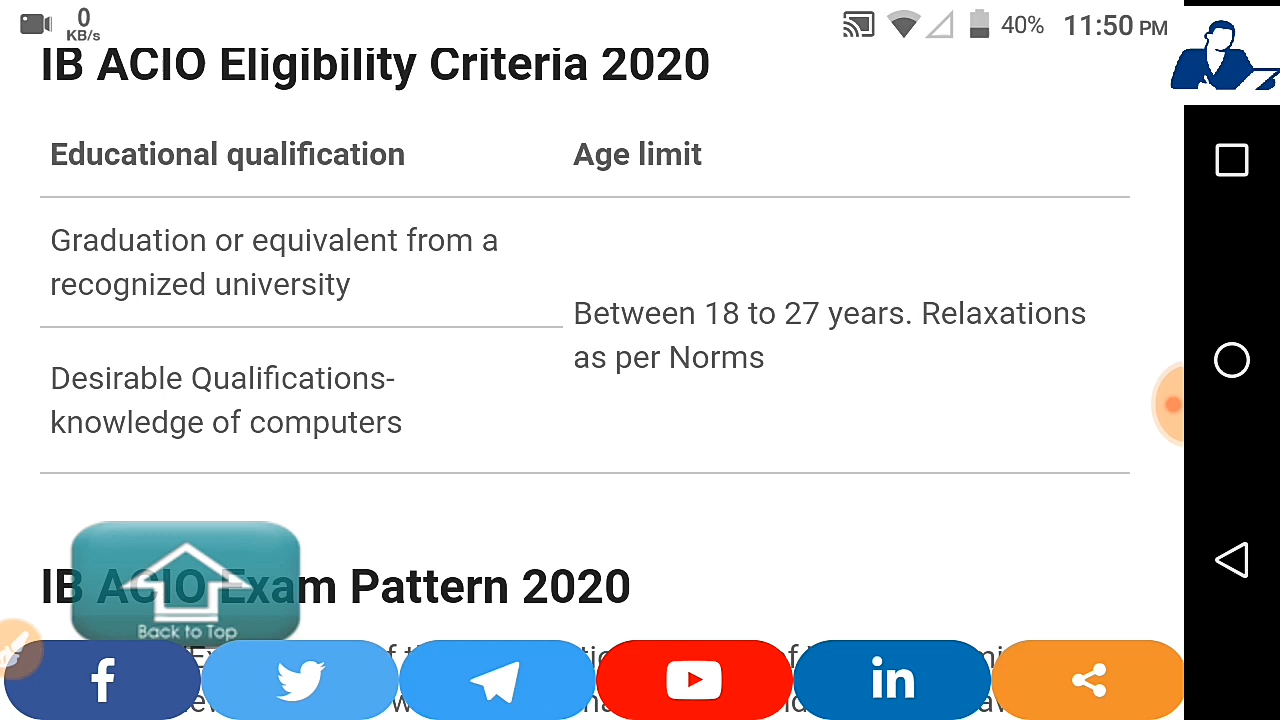 0
KB/s
40% 11:50 PM
IB ACIO Eligibility Criteria 2020
Educational qualification
Age limit
Graduation or equivalent from a
recognized university
Between 18 to 27 years. Relaxations
as per Norms
Desirable Qualifications-
knowledge of computers
IB ACIO Exam Pattern 2020
Back to Top